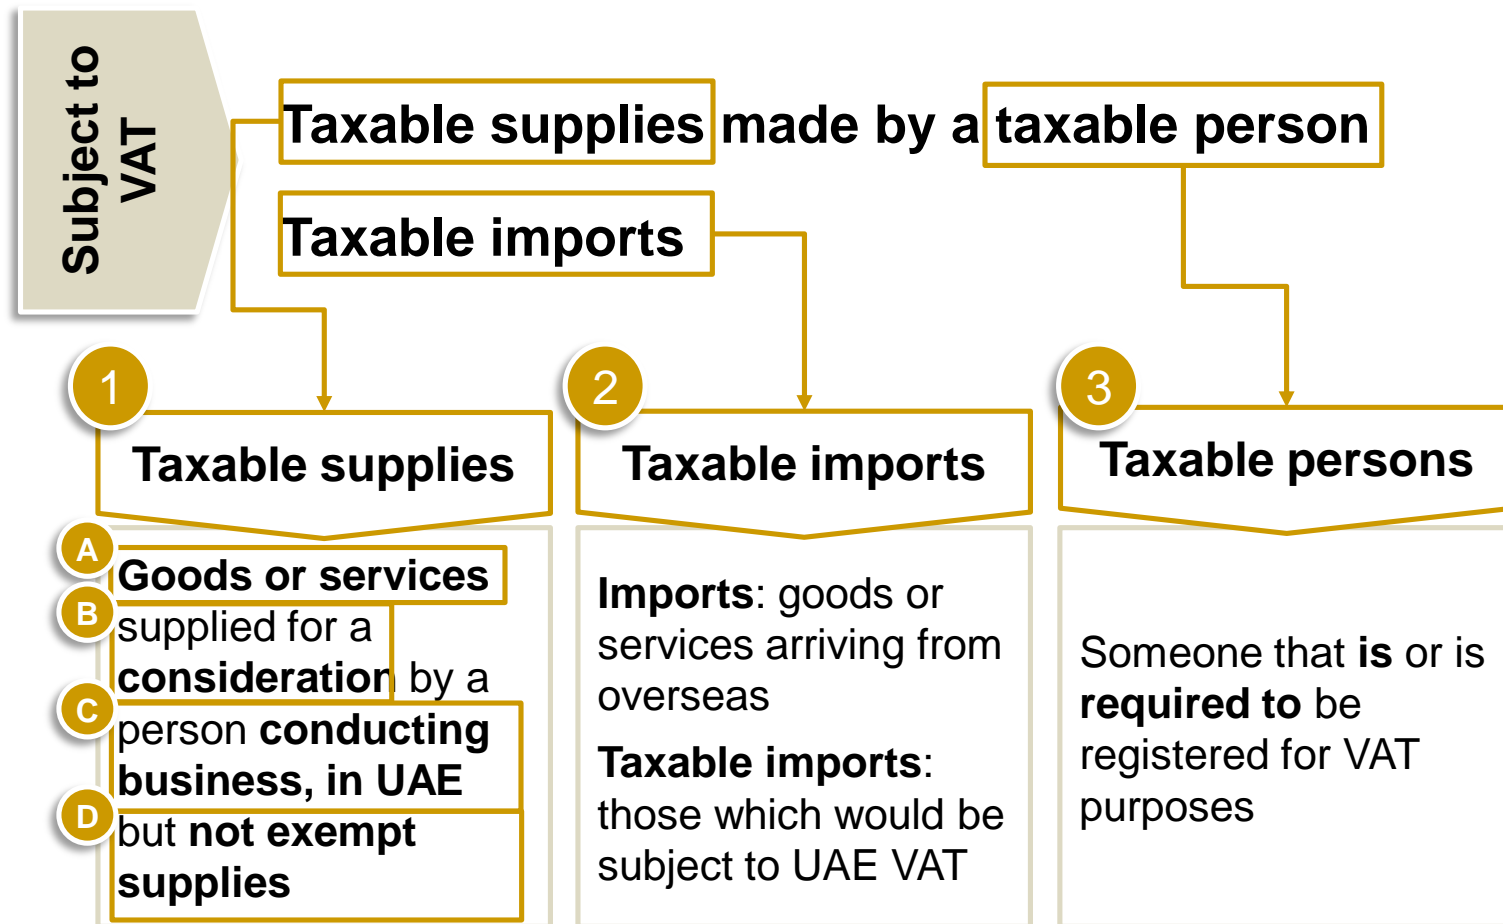 Subject to
VAT
Taxable supplies made by a taxable person
Taxable imports
1
Taxable supplies
A
Goods or services
B
supplied for a
consideration by a
C
person conducting
business, in UAE
D
but not exempt
supplies
2
Taxable imports
Imports: goods or
services arriving from
overseas
Taxable imports:
those which would be
subject to UAE VAT
3
Taxable persons
Someone that is or is
required to be
registered for VAT
purposes